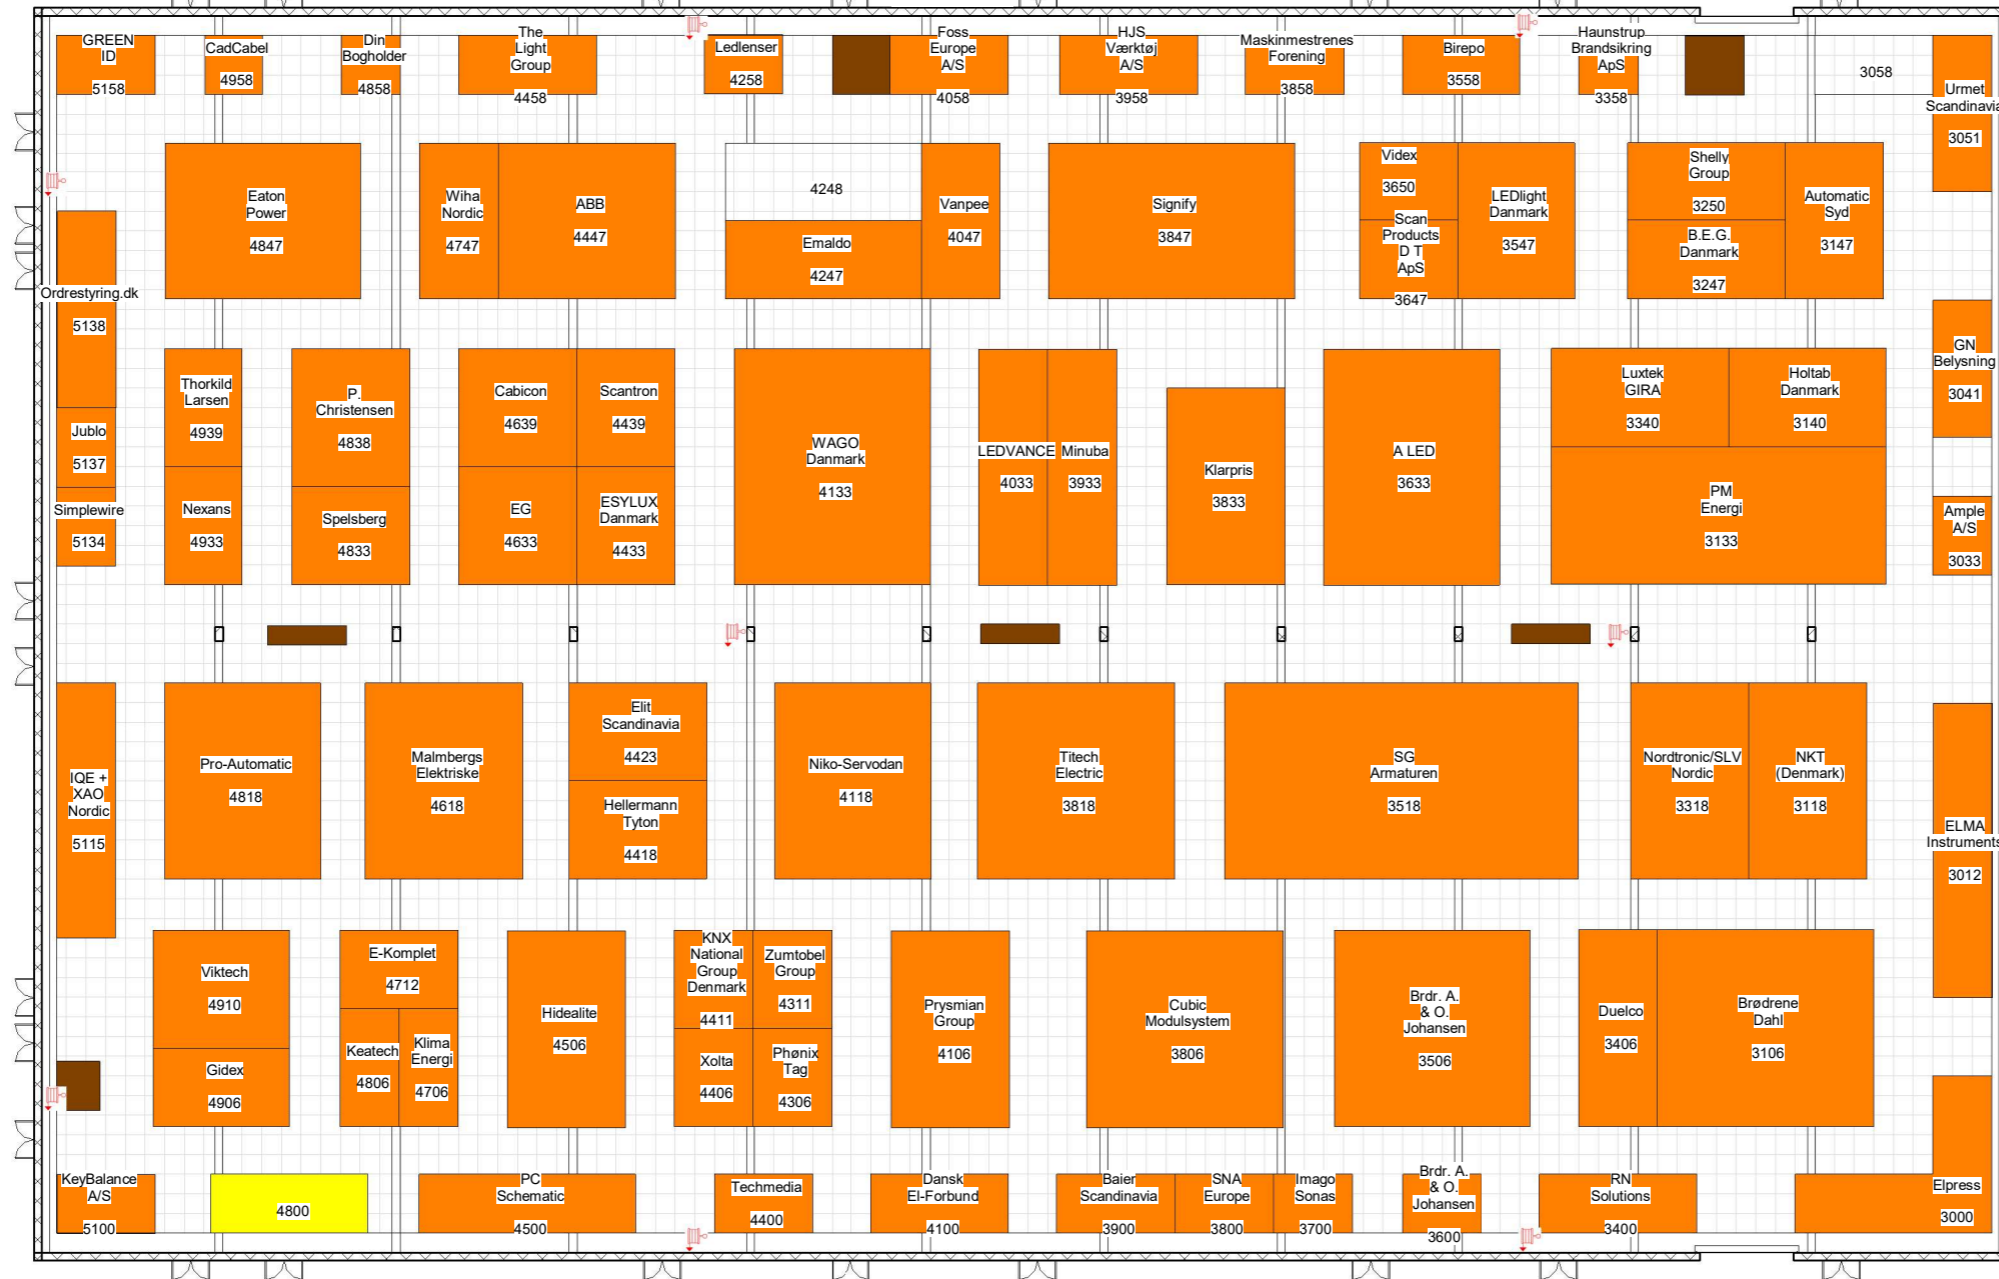 GREEN
ID
5158
CadCabel
4958
Din
Bogholder
4858
The
Light
Group
4458
Ledlenser
4258
Foss
Europe
A/S
4058
HJS
Værktøj
A/S
3958
Maskinmestrenes
Forening
3858
Birepo
3558
Haunstrup
Brandsikring
ApS
3358
3058
Urmet
Scandinavia
3051
Eaton
Power
4847
Wiha
Nordic
4747
ABB
4447
4248
Emaldo
4247
Vanpee
4047
Signify
3847
Videx
3650
Scan
Products
D T
ApS
3647
LEDlight
Danmark
3547
Shelly
Group
3250
B.E.G.
Danmark
3247
Automatic
Syd
3147
Ordrestyring.dk
5138
Jublo
5137
Simplewire
5134
Thorkild
Larsen
4939
Nexans
4933
P.
Christensen
4838
Spelsberg
4833
Cabicon
4639
Scantron
4439
EG
4633
ESYLUX
Danmark
4433
WAGO
Danmark
4133
LEDVANCE
4033
Minuba
3933
Klarpris
3833
A LED
3633
Luxtek
GIRA
3340
Holtab
Danmark
3140
PM
Energi
3133
GN
Belysning
3041
Ample
A/S
3033
IQE +
XAO
Nordic
5115
Pro-Automatic
4818
Malmbergs
Elektriske
4618
Elit
Scandinavia
4423
Hellermann
Tyton
4418
Niko-Servodan
4118
Titech
Electric
3818
SG
Armaturen
3518
Nordtronic/SLV
Nordic
3318
NKT
(Denmark)
3118
ELMA
Instruments
3012
Viktech
4910
Gidex
4906
E-Komplet
4712
Keatech
4806
Klima
Energi
4706
Hidealite
4506
KNX
National
Group
Denmark
4411
Zumtobel
Group
4311
Xolta
4406
Phønix
Tag
4306
Prysmian
Group
4106
Cubic
Modulsystem
3806
Brdr. A.
& O.
Johansen
3506
Duelco
3406
Brødrene
Dahl
3106
KeyBalance
A/S
5100
4800
PC
Schematic
4500
Techmedia
4400
Dansk
El-Forbund
4100
Baier
Scandinavia
3900
SNA
Europe
3800
Imago
Sonas
3700
Brdr. A.
& O.
Johansen
3600
RN
Solutions
3400
Elpress
3000